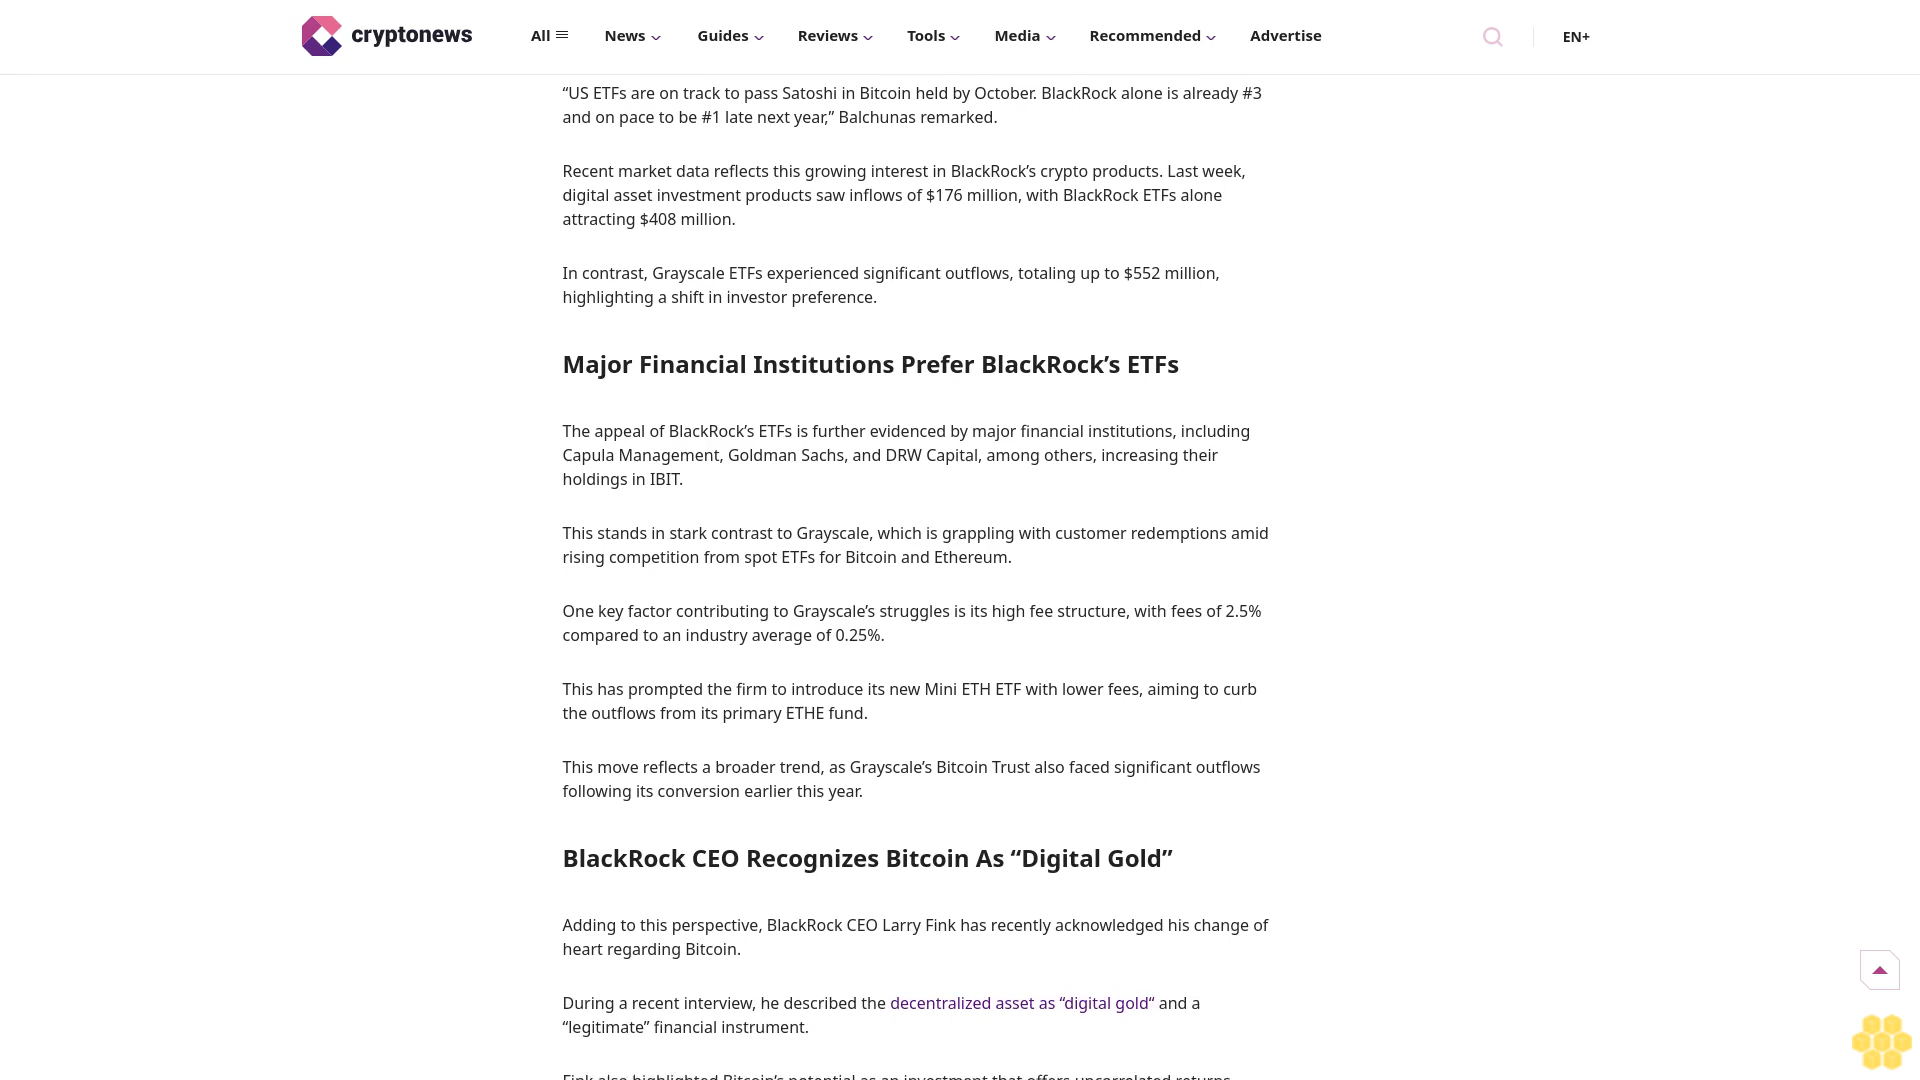 cryptonews
All
News
Guides
Reviews
Tools
Media
Recommended
Advertise
EN+
“US ETFs are on track to pass Satoshi in Bitcoin held by October. BlackRock alone is already #3
and on pace to be #1 late next year,” Balchunas remarked.
Recent market data reflects this growing interest in BlackRock’s crypto products. Last week,
digital asset investment products saw inflows of $176 million, with BlackRock ETFs alone
attracting $408 million.
In contrast, Grayscale ETFs experienced significant outflows, totaling up to $552 million,
highlighting a shift in investor preference.
Major Financial Institutions Prefer BlackRock’s ETFs
The appeal of BlackRock’s ETFs is further evidenced by major financial institutions, including
Capula Management, Goldman Sachs, and DRW Capital, among others, increasing their
holdings in IBIT.
This stands in stark contrast to Grayscale, which is grappling with customer redemptions amid
rising competition from spot ETFs for Bitcoin and Ethereum.
One key factor contributing to Grayscale’s struggles is its high fee structure, with fees of 2.5%
compared to an industry average of 0.25%.
This has prompted the firm to introduce its new Mini ETH ETF with lower fees, aiming to curb
the outflows from its primary ETHE fund.
This move reflects a broader trend, as Grayscale’s Bitcoin Trust also faced significant outflows
following its conversion earlier this year.
BlackRock CEO Recognizes Bitcoin As “Digital Gold”
Adding to this perspective, BlackRock CEO Larry Fink has recently acknowledged his change of
heart regarding Bitcoin.
During a recent interview, he described the decentralized asset as “digital gold“ and a
“legitimate” financial instrument.
Fink also highlighted Bitcoin’s potential as an investment that offers uncorrelated returns